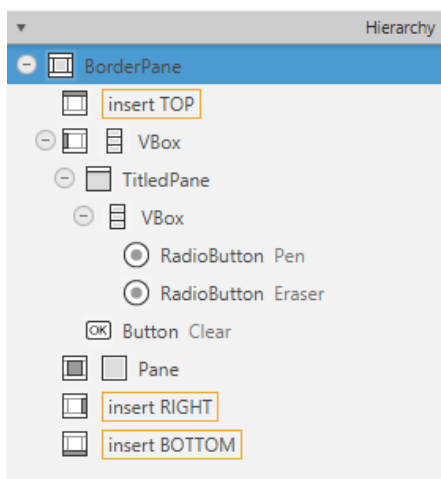 Hierarchy
BorderPane
insert TOP
VBox
TitledPane
VBox
RadioButton Pen
RadioButton Eraser
OK Button Clear
Pane
insert RIGHT
insert BOTTOM